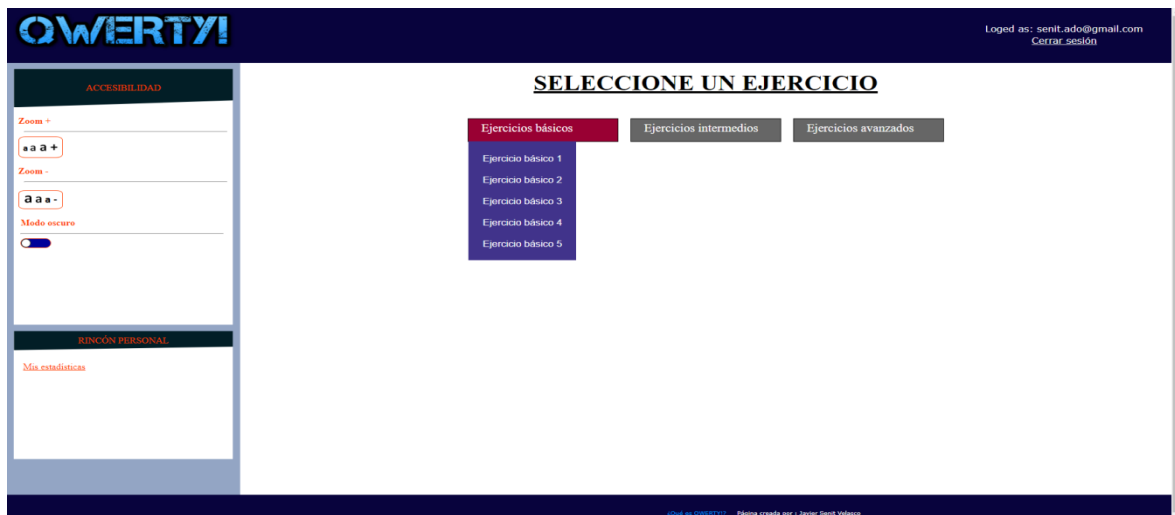 QWERTY!
Loged as: senit.ado@gmail.com
Cerrar sesión
ACCESIBILIDAD
Zoom +
a a a +
Zoom -
a a a -
Modo oscuro
RINCÓN PERSONAL
Mis estadísticas
SELECCIONE UN EJERCICIO
Ejercicios básicos
Ejercicio básico 1
Ejercicio básico 2
Ejercicio básico 3
Ejercicio básico 4
Ejercicio básico 5
Ejercicios intermedios
Ejercicios avanzados
¿Qué es QWERTY!? Página creada por : Javier Senit Velasco